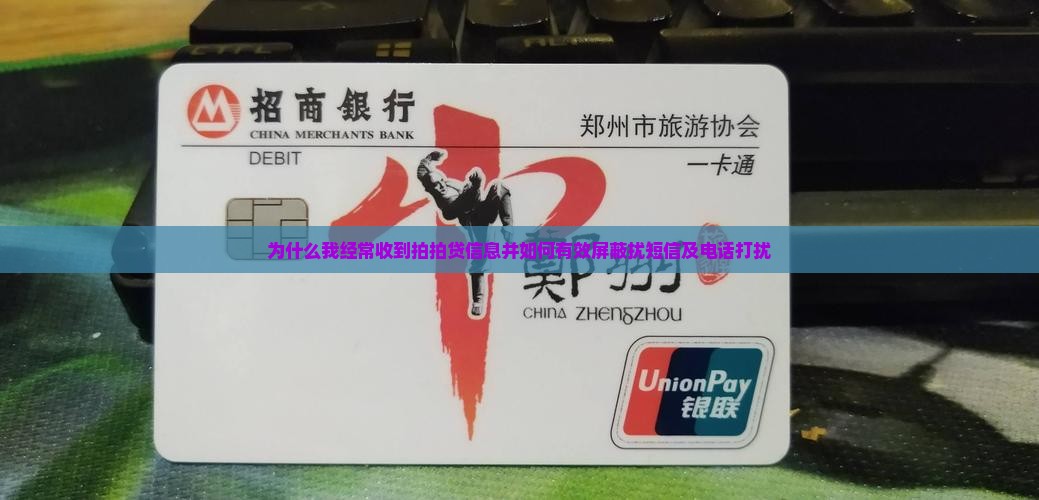 招商銀行
CHINA MERCHANTS BANK
DEBIT
郑州市旅游协会
一卡通
为什么我经常收到拍拍贷信息并如何有效屏蔽扰短信及电话打扰
CHINA ZHENGZHOU
UnionPay
银联